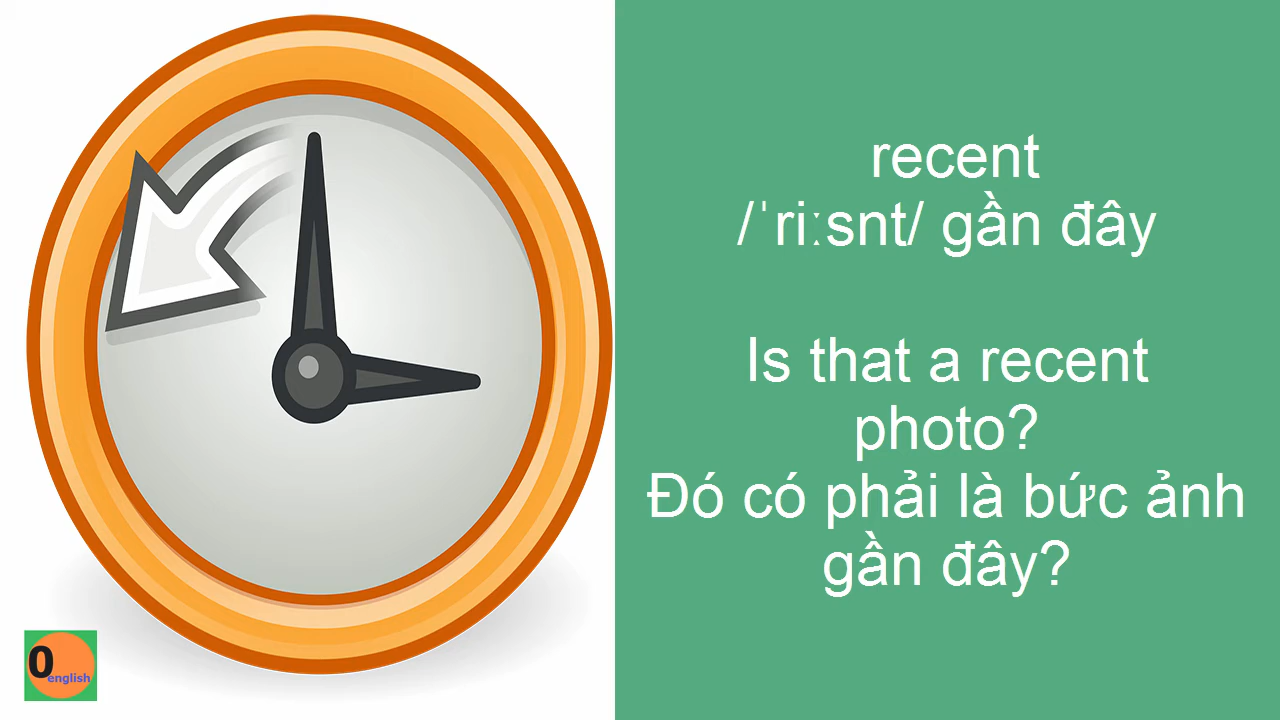 recent
/ˈriːsnt/ gần đây
Is that a recent
photo?
Đó có phải là bức ảnh
gần đây?
0
english